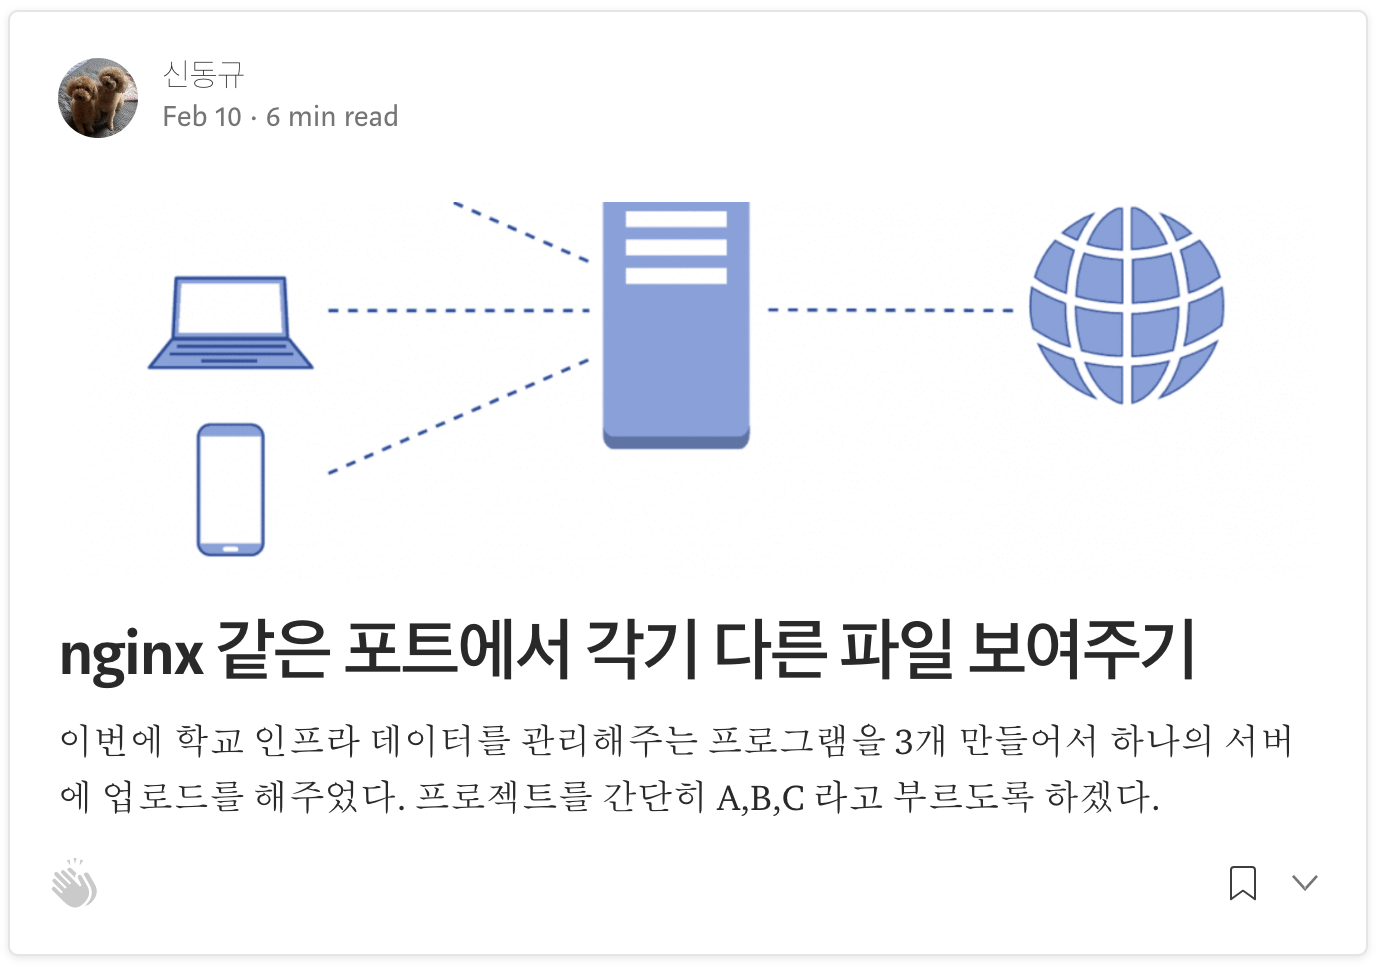 신동규
Feb 10 · 6 min read
nginx 같은 포트에서 각기 다른 파일 보여주기
이번에 학교 인프라 데이터를 관리해주는 프로그램을 3개 만들어서 하나의 서버
에 업로드를 해주었다. 프로젝트를 간단히 A,B,C 라고 부르도록 하겠다.